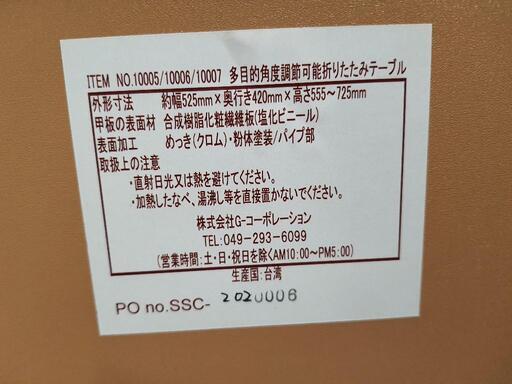 ITEM NO.10005/10006/10007 多目的角度調節可能折りたたみテーブル
外形寸法 約幅525mm×奥行き420mm×高さ555～725mm
甲板の表面材 合成樹脂化粧繊維板(塩化ビニール)
表面加工 めっき(クロム)・粉体塗装/パイプ部
取扱上の注意
・直射日光又は熱を避けてください。
・加熱したなべ、湯沸し等を直接置かないでください。
株式会社G-コーポレーション
TEL:049-293-6099
(営業時間:土・日・祝日を除くAM10:00～PM5:00)
生産国:台湾
PO no.SSC- 2020006